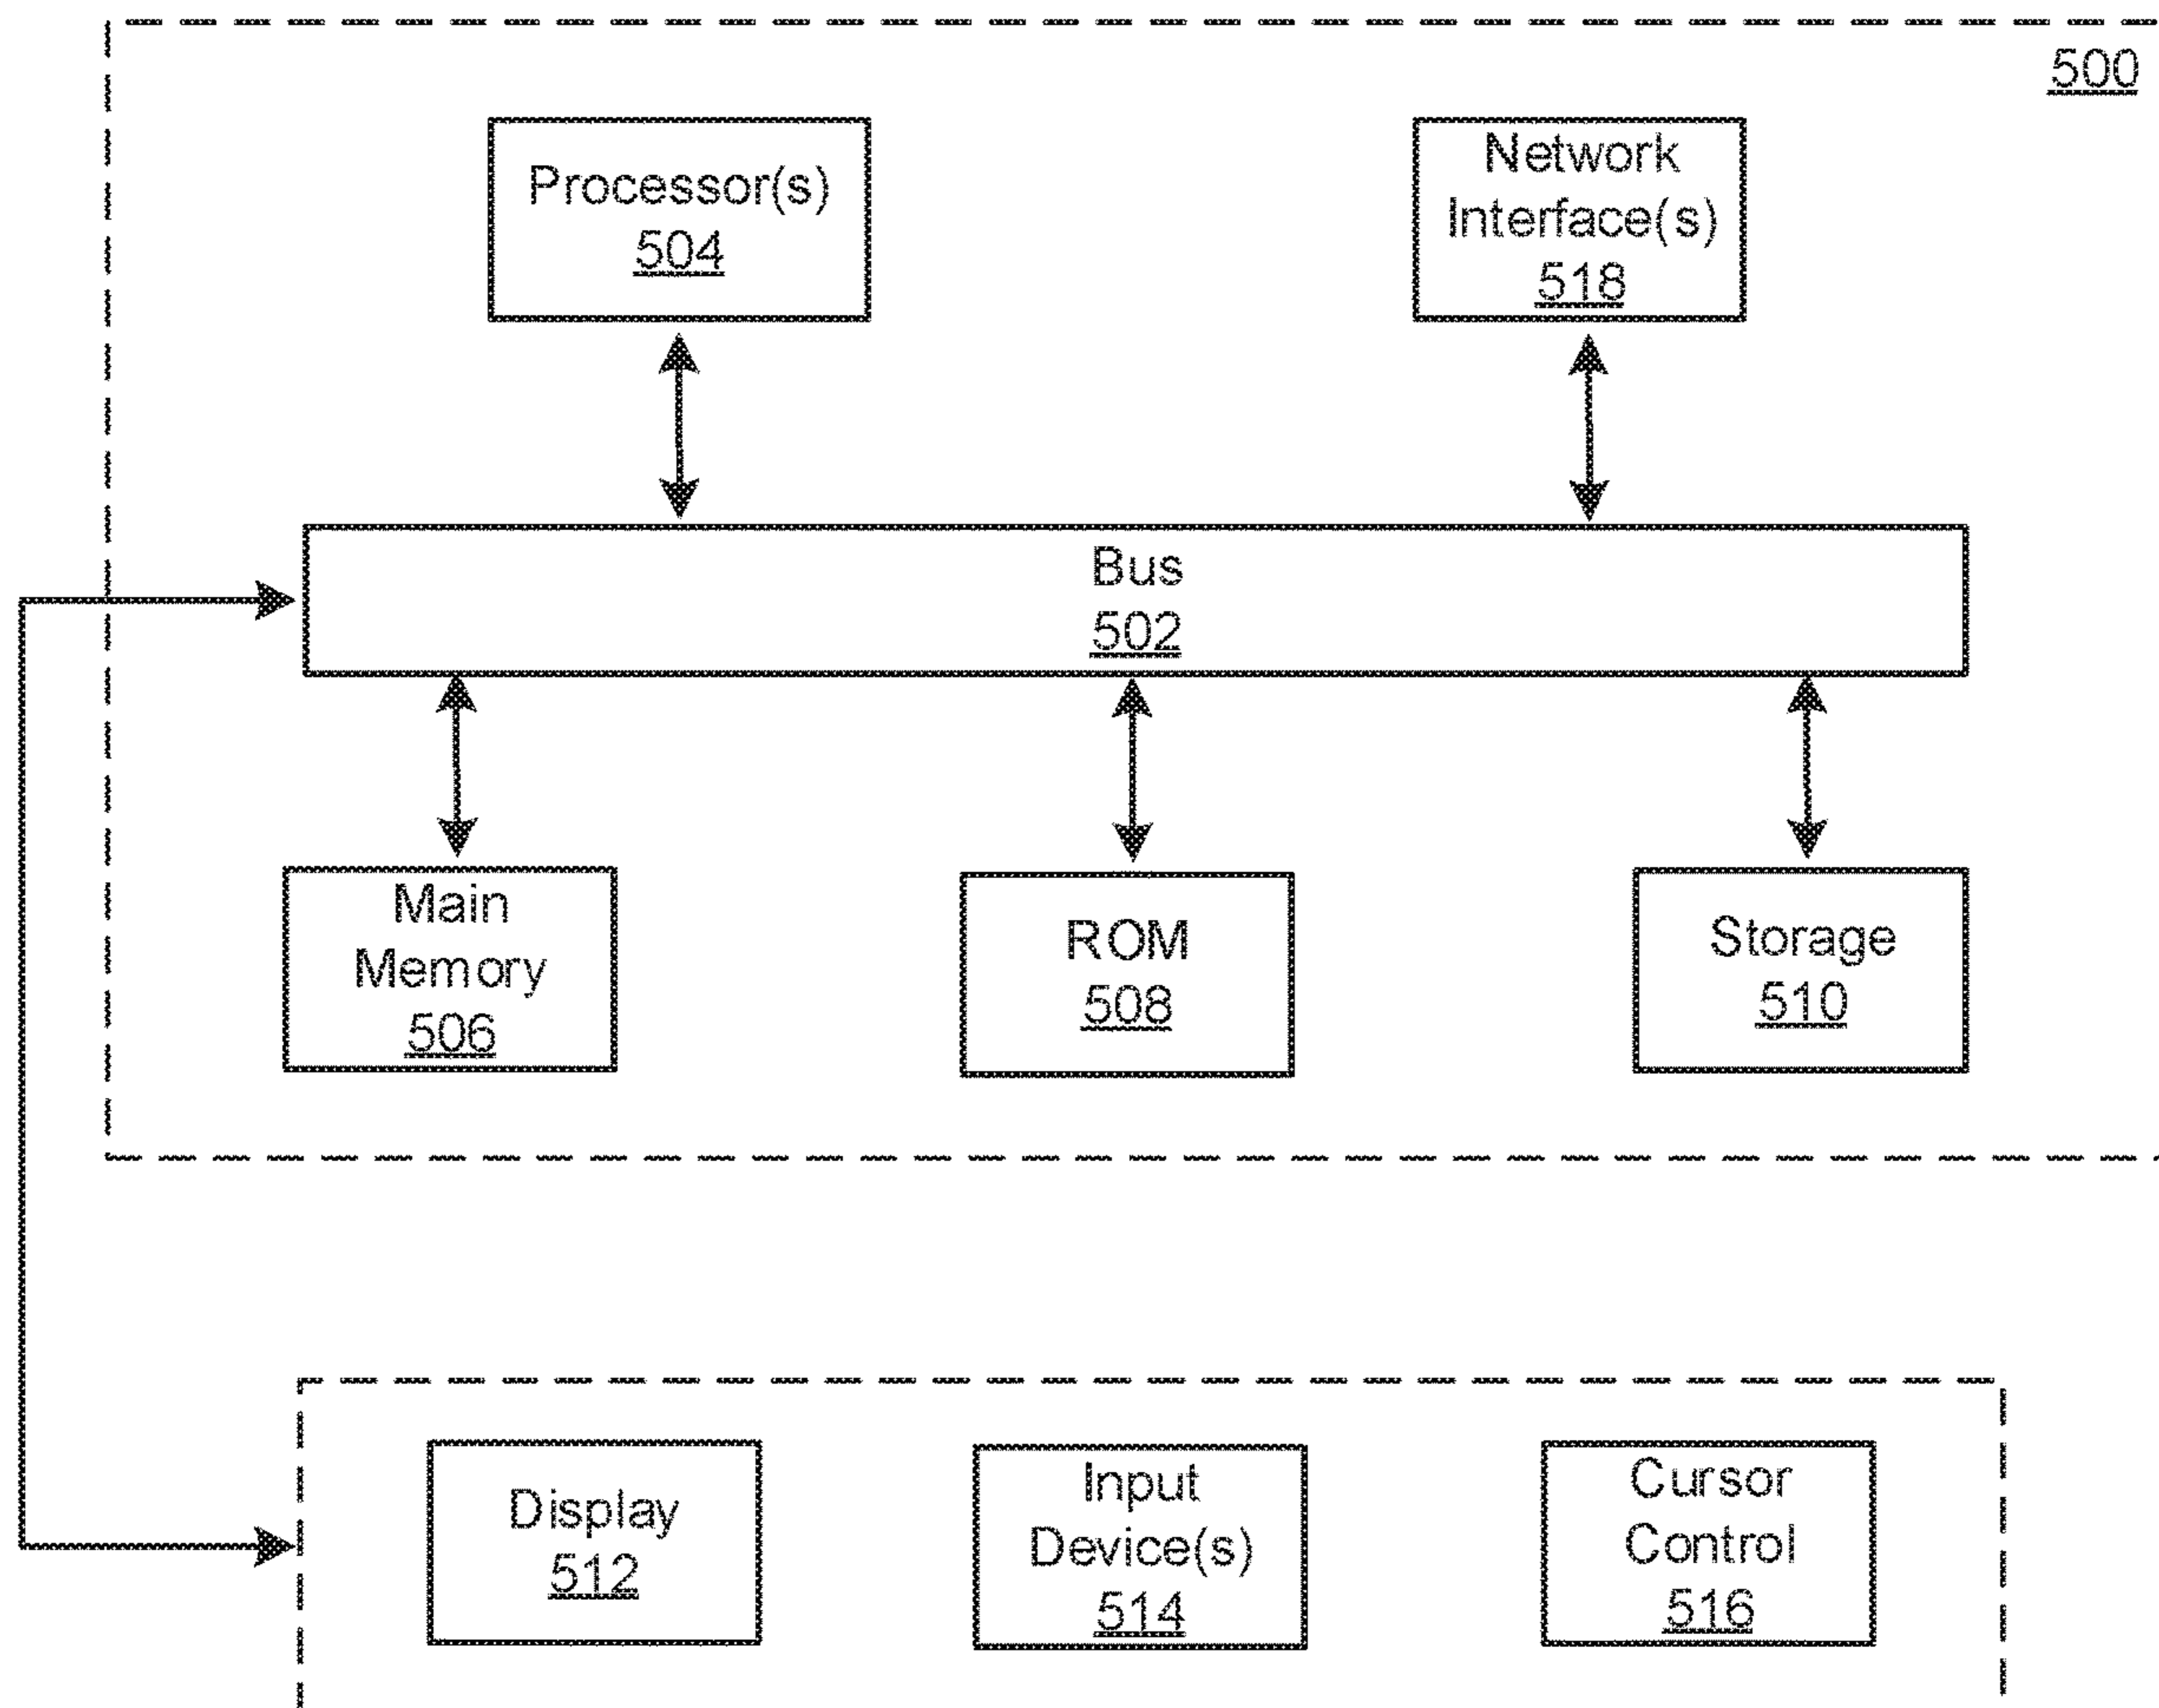 500
Processor(s)
504
Network
Interface(s)
518
Bus
502
Main
Memory
506
ROM
508
Storage
510
Display
512
Input
Device(s)
514
Cursor
Control
516